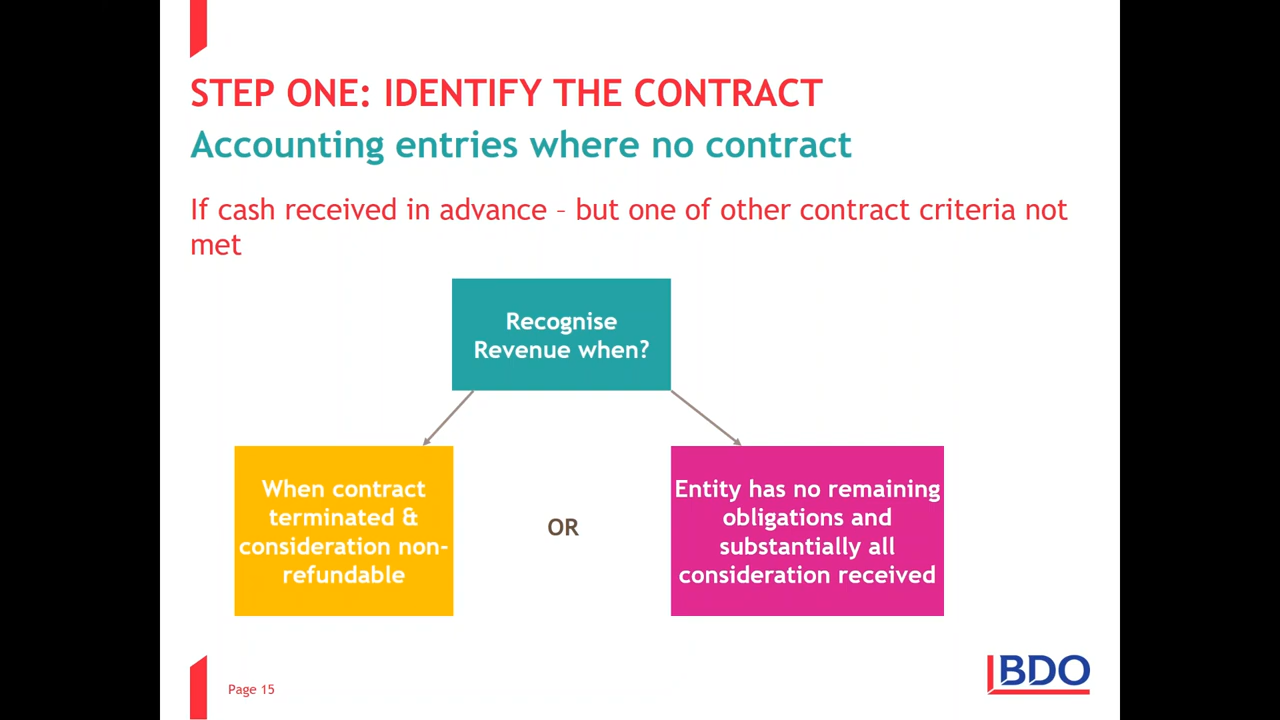 STEP ONE: IDENTIFY THE CONTRACT
Accounting entries where no contract
If cash received in advance – but one of other contract criteria not
met
Recognise
Revenue when?
When contract
terminated &
consideration non-
refundable
OR
Entity has no remaining
obligations and
substantially all
consideration received
Page 15
BDO